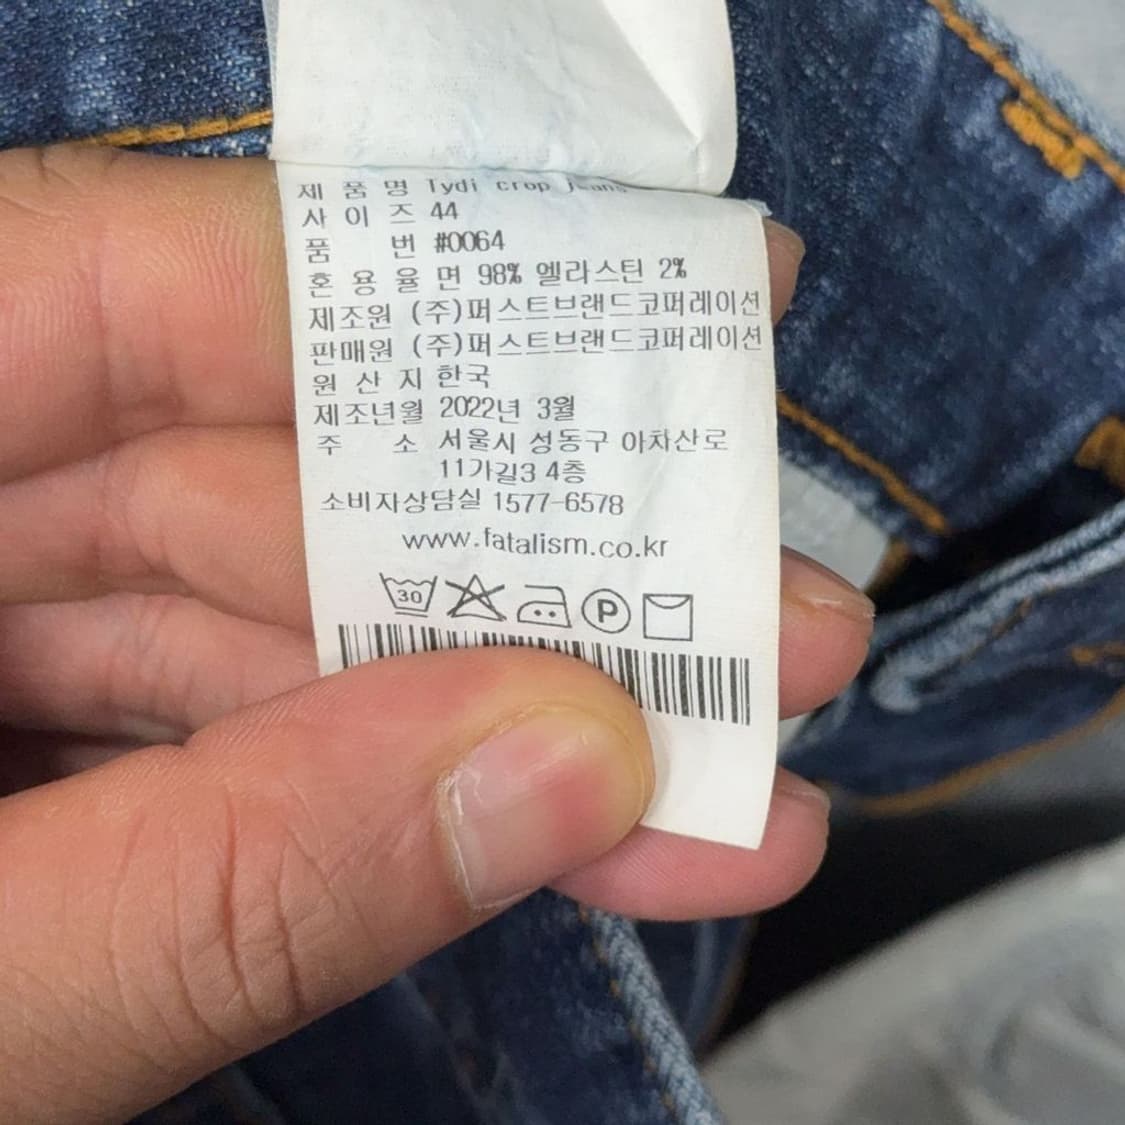 제 품 명 Tydi crop jeans
사 이 즈 44
품 번 #0064
혼 용 율 면 98% 엘라스틴 2%
제조원 (주)퍼스트브랜드코퍼레이션
판매원 (주)퍼스트브랜드코퍼레이션
원 산 지 한국
제조년월 2022년 3월
주 소 서울시 성동구 아차산로
11가길3 4층
소비자상담실 1577-6578
www.fatalism.co.kr
30 P